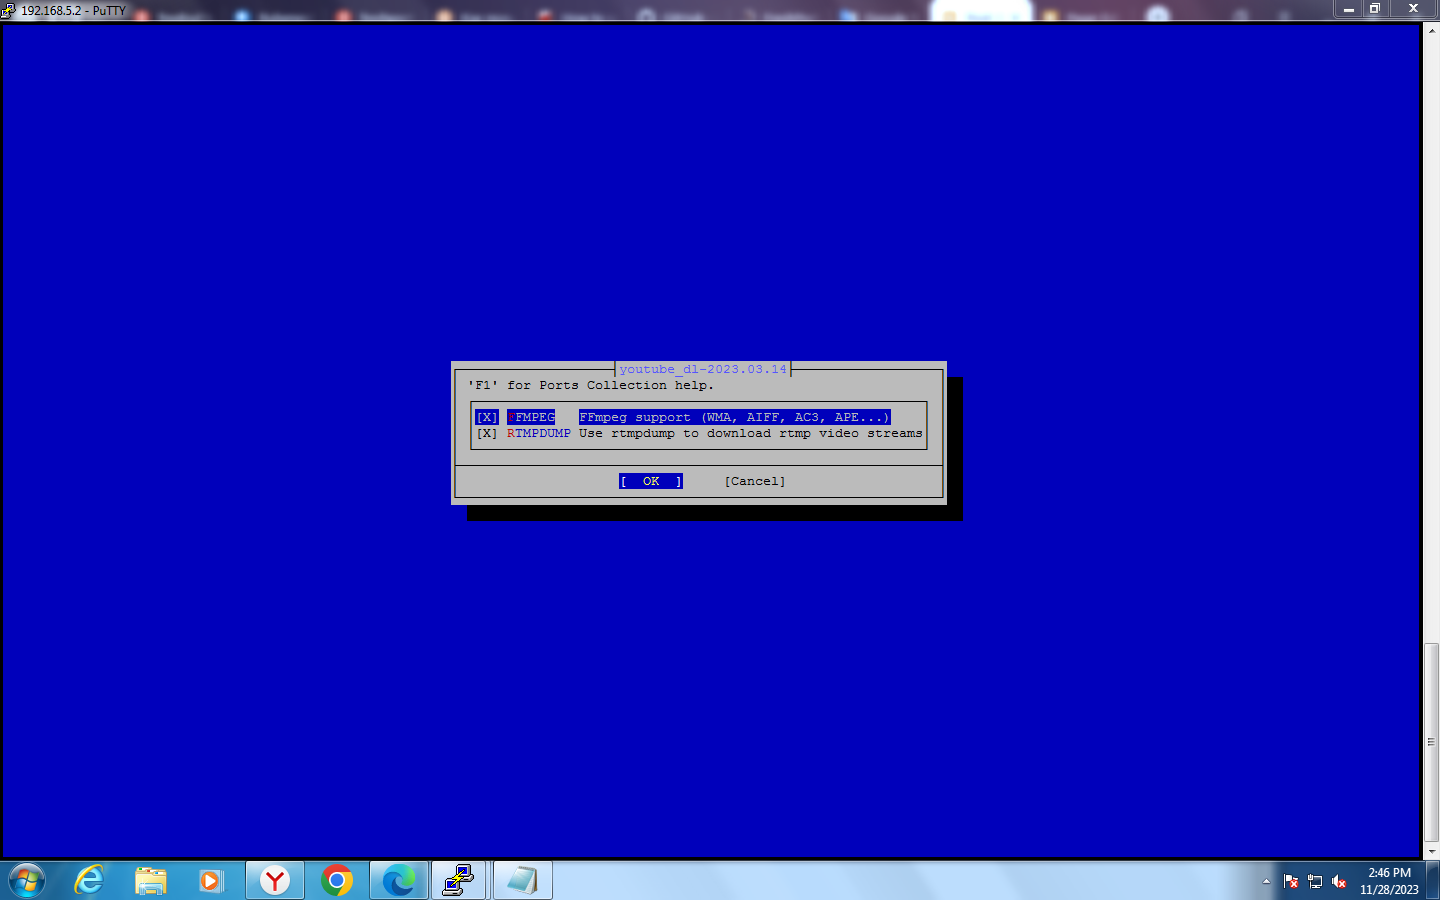 192.168.5.2 - PuTTY
youtube_dl-2023.03.14
'F1' for Ports Collection help.
[X] FFMPEG FFmpeg support (WMA, AIFF, AC3, APE...)
[X] RTMPDUMP Use rtmpdump to download rtmp video streams
[ OK ] [Cancel]
2:46 PM
11/28/2023